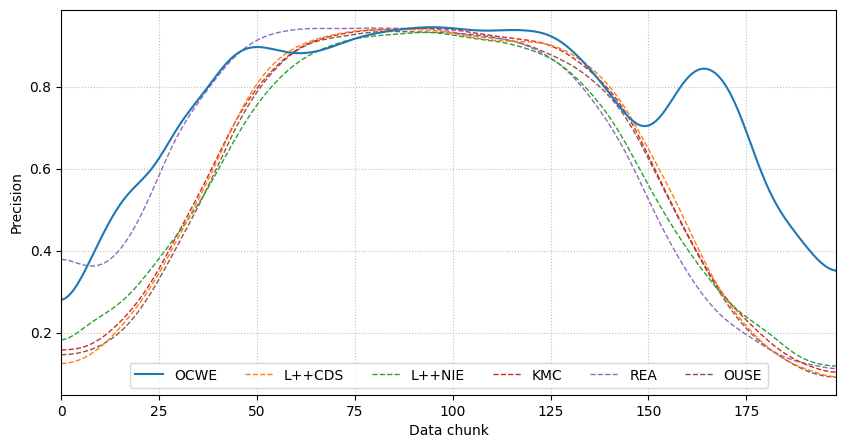 Precision
0.8
0.6
0.4
0.2
OCWE L++CDS L++NIE KMC REA OUSE
0 25 50 75 100 125 150 175
Data chunk